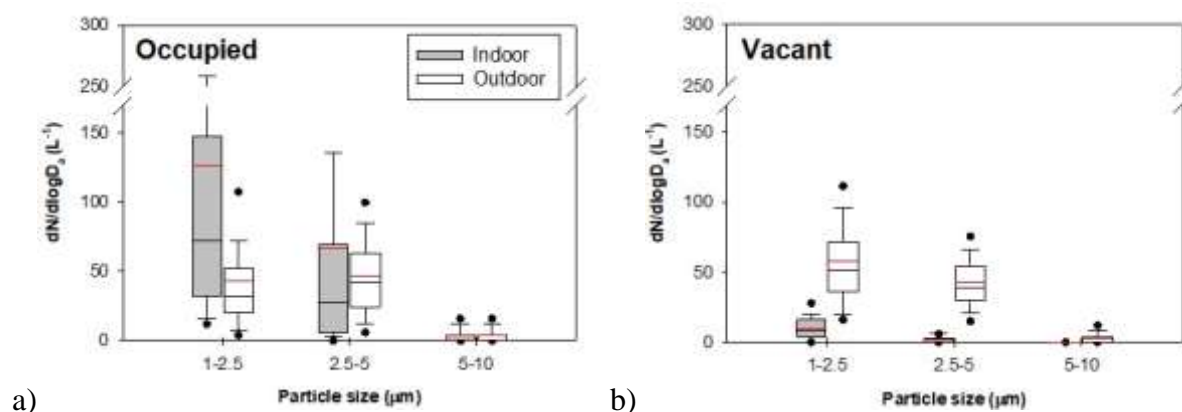 a)
Occupied
Indoor
Outdoor
300
250
150
100
50
0
dN/dlogD_a (L^-1)
1-2.5 2.5-5 5-10
Particle size (μm)
b)
Vacant
300
250
150
100
50
0
dN/dlogD_a (L^-1)
1-2.5 2.5-5 5-10
Particle size (μm)